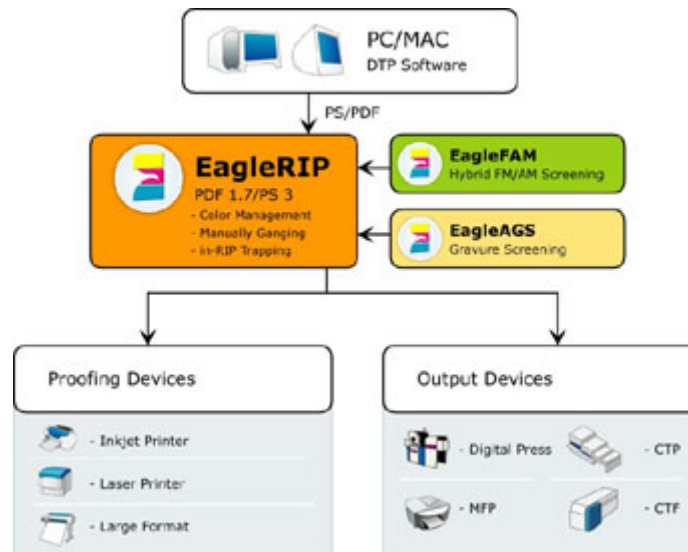 PC/MAC
DTP Software
PS/PDF
EagleRIP
PDF 1.7/PS 3
- Color Management
- Manually Ganging
- in-RIP Trapping
EagleFAM
Hybrid FM/AM Screening
EagleAGS
Gravure Screening
Proofing Devices
- Inkjet Printer
- Laser Printer
- Large Format
Output Devices
- Digital Press
- CTP
- MFP
- CTF